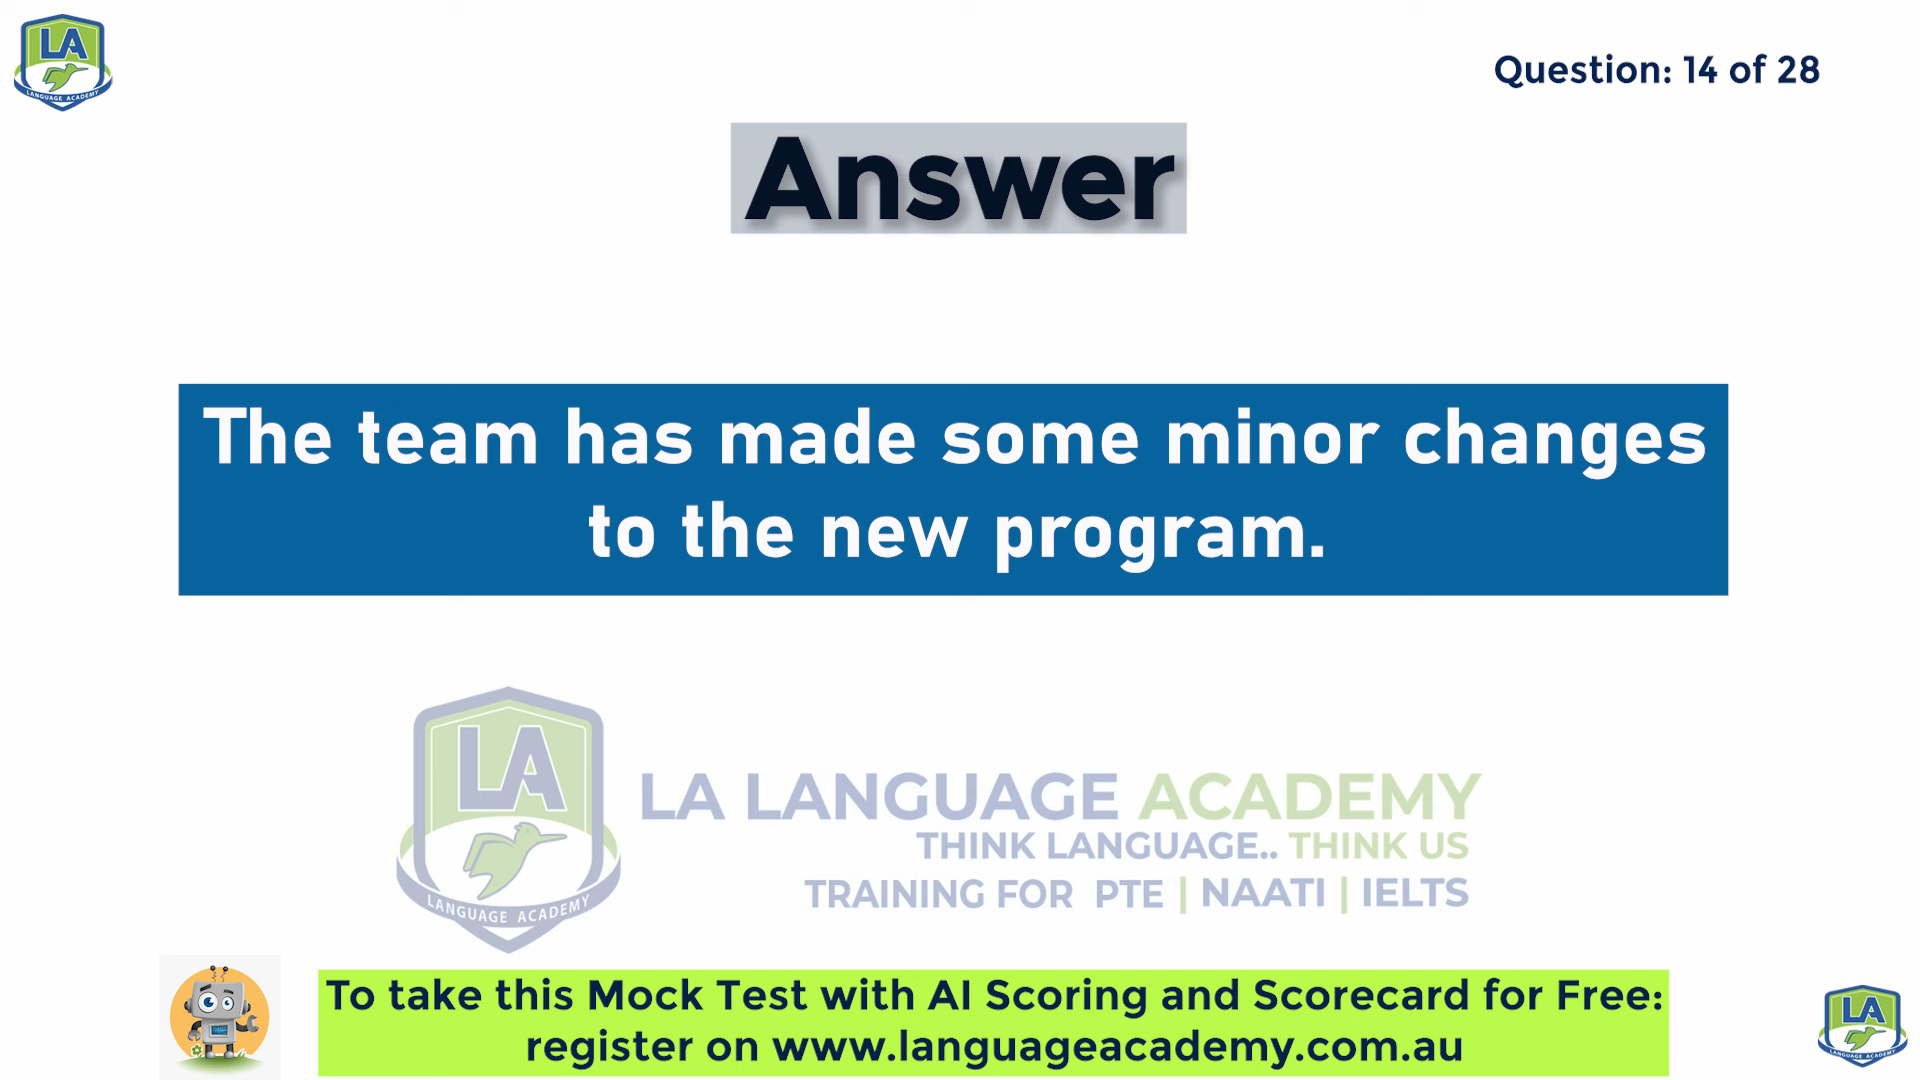 LA
LANGUAGE ACADEMY
Question: 14 of 28
Answer
The team has made some minor changes
to the new program.
LA
LANGUAGE ACADEMY
LA LANGUAGE ACADEMY
THINK LANGUAGE.. THINK US
TRAINING FOR PTE | NAATI | IELTS
To take this Mock Test with AI Scoring and Scorecard for Free:
register on www.languageacademy.com.au
LA
LANGUAGE ACADEMY